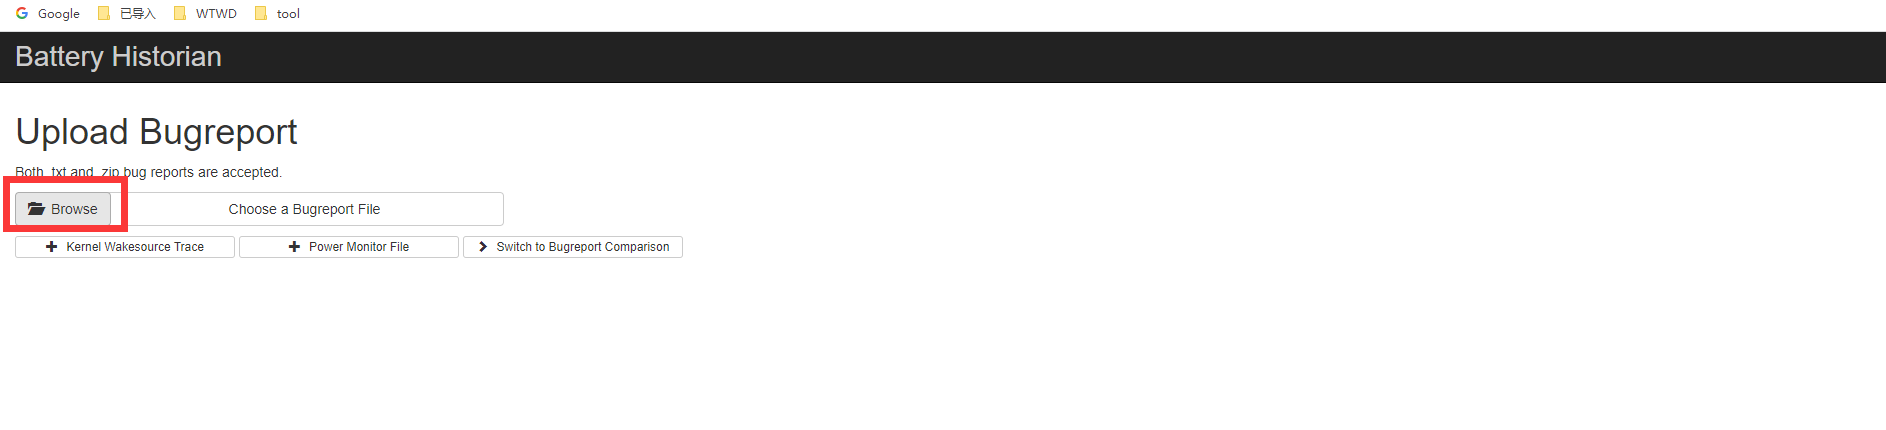 Google 已导入 WTWD tool
Battery Historian
Upload Bugreport
Both .txt and .zip bug reports are accepted.
Browse Choose a Bugreport File
Kernel Wakesource Trace Power Monitor File Switch to Bugreport Comparison